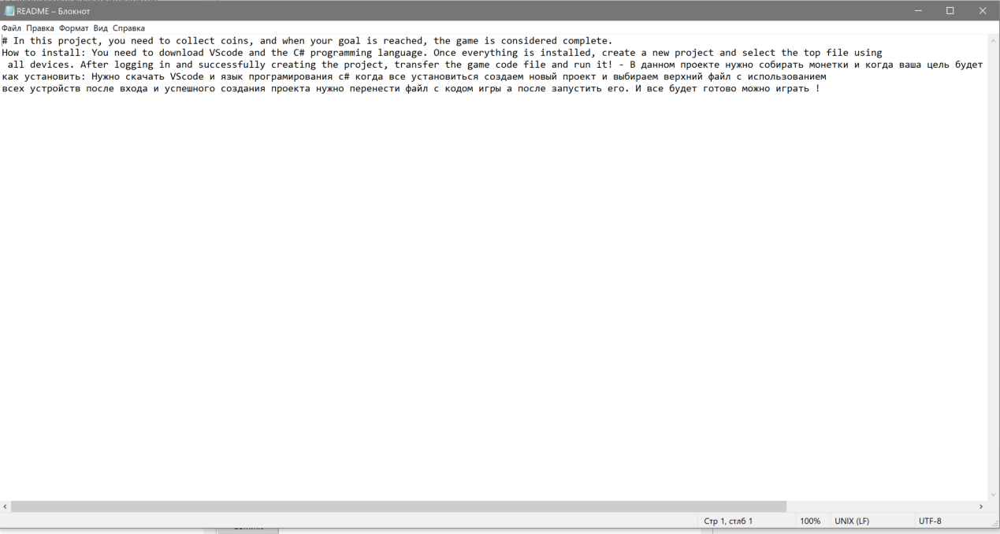 README – Блокнот
Файл Правка Формат Вид Справка
# In this project, you need to collect coins, and when your goal is reached, the game is considered complete.
How to install: You need to download VScode and the C# programming language. Once everything is installed, create a new project and select the top file using
all devices. After logging in and successfully creating the project, transfer the game code file and run it! - В данном проекте нужно собирать монетки и когда ваша цель будет
как установить: Нужно скачать VScode и язык програмирования c# когда все установиться создаем новый проект и выбираем верхний файл с использованием
всех устройств после входа и успешного создания проекта нужно перенести файл с кодом игры а после запустить его. И все будет готово можно играть !
Стр 1, стлб 1 100% UNIX (LF) UTF-8